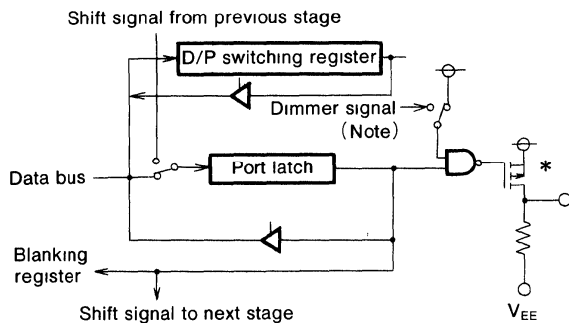 Shift signal from previous stage
D/P switching register
Dimmer signal
(Note)
Data bus
Port latch
*
Blanking
register
Shift signal to next stage
VEE